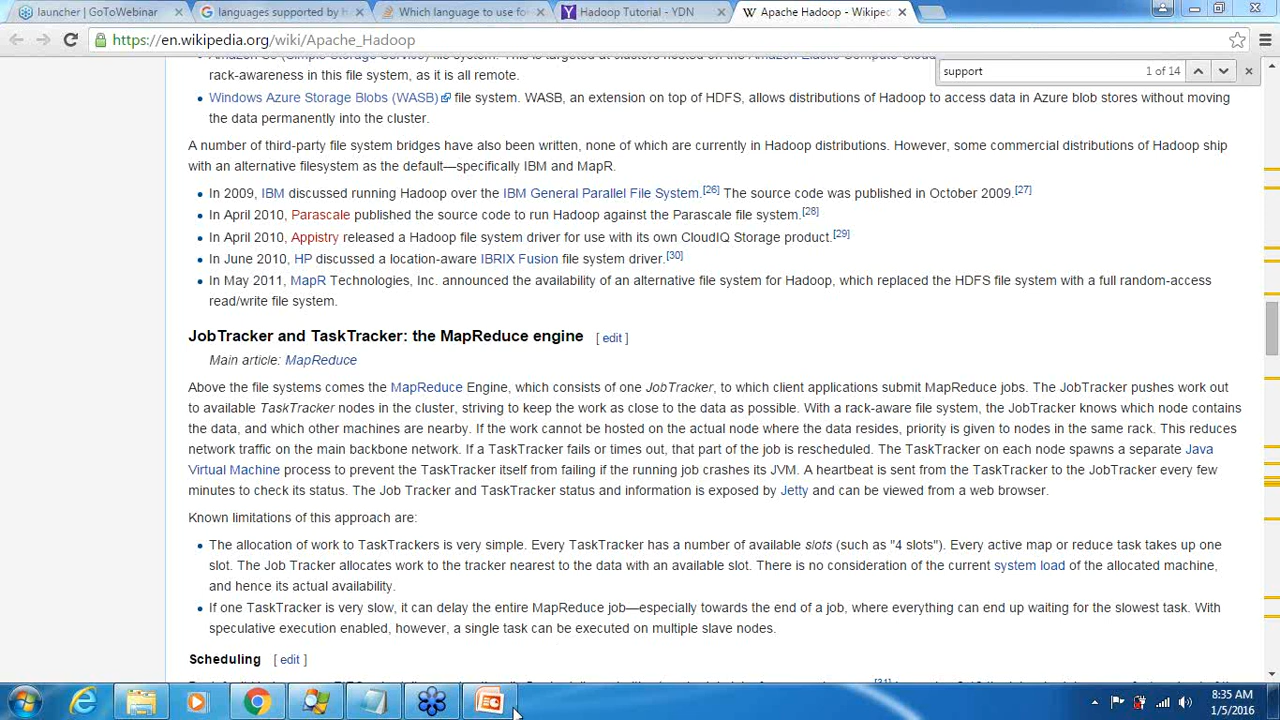 launcher | GoToWebinar
languages supported by H
Which language to use fo
Hadoop Tutorial - YDN
Apache Hadoop - Wikiped
https://en.wikipedia.org/wiki/Apache_Hadoop
support 1 of 14
rack-awareness in this file system, as it is all remote.
Windows Azure Storage Blobs (WASB) file system. WASB, an extension on top of HDFS, allows distributions of Hadoop to access data in Azure blob stores without moving
the data permanently into the cluster.
A number of third-party file system bridges have also been written, none of which are currently in Hadoop distributions. However, some commercial distributions of Hadoop ship
with an alternative filesystem as the default—specifically IBM and MapR.
In 2009, IBM discussed running Hadoop over the IBM General Parallel File System.[26] The source code was published in October 2009.[27]
In April 2010, Parascale published the source code to run Hadoop against the Parascale file system.[28]
In April 2010, Appistry released a Hadoop file system driver for use with its own CloudIQ Storage product.[29]
In June 2010, HP discussed a location-aware IBRIX Fusion file system driver.[30]
In May 2011, MapR Technologies, Inc. announced the availability of an alternative file system for Hadoop, which replaced the HDFS file system with a full random-access
read/write file system.
JobTracker and TaskTracker: the MapReduce engine [ edit ]
Main article: MapReduce
Above the file systems comes the MapReduce Engine, which consists of one JobTracker, to which client applications submit MapReduce jobs. The JobTracker pushes work out
to available TaskTracker nodes in the cluster, striving to keep the work as close to the data as possible. With a rack-aware file system, the JobTracker knows which node contains
the data, and which other machines are nearby. If the work cannot be hosted on the actual node where the data resides, priority is given to nodes in the same rack. This reduces
network traffic on the main backbone network. If a TaskTracker fails or times out, that part of the job is rescheduled. The TaskTracker on each node spawns a separate Java
Virtual Machine process to prevent the TaskTracker itself from failing if the running job crashes its JVM. A heartbeat is sent from the TaskTracker to the JobTracker every few
minutes to check its status. The Job Tracker and TaskTracker status and information is exposed by Jetty and can be viewed from a web browser.
Known limitations of this approach are:
The allocation of work to TaskTrackers is very simple. Every TaskTracker has a number of available slots (such as "4 slots"). Every active map or reduce task takes up one
slot. The Job Tracker allocates work to the tracker nearest to the data with an available slot. There is no consideration of the current system load of the allocated machine,
and hence its actual availability.
If one TaskTracker is very slow, it can delay the entire MapReduce job—especially towards the end of a job, where everything can end up waiting for the slowest task. With
speculative execution enabled, however, a single task can be executed on multiple slave nodes.
Scheduling [ edit ]
8:35 AM
1/5/2016